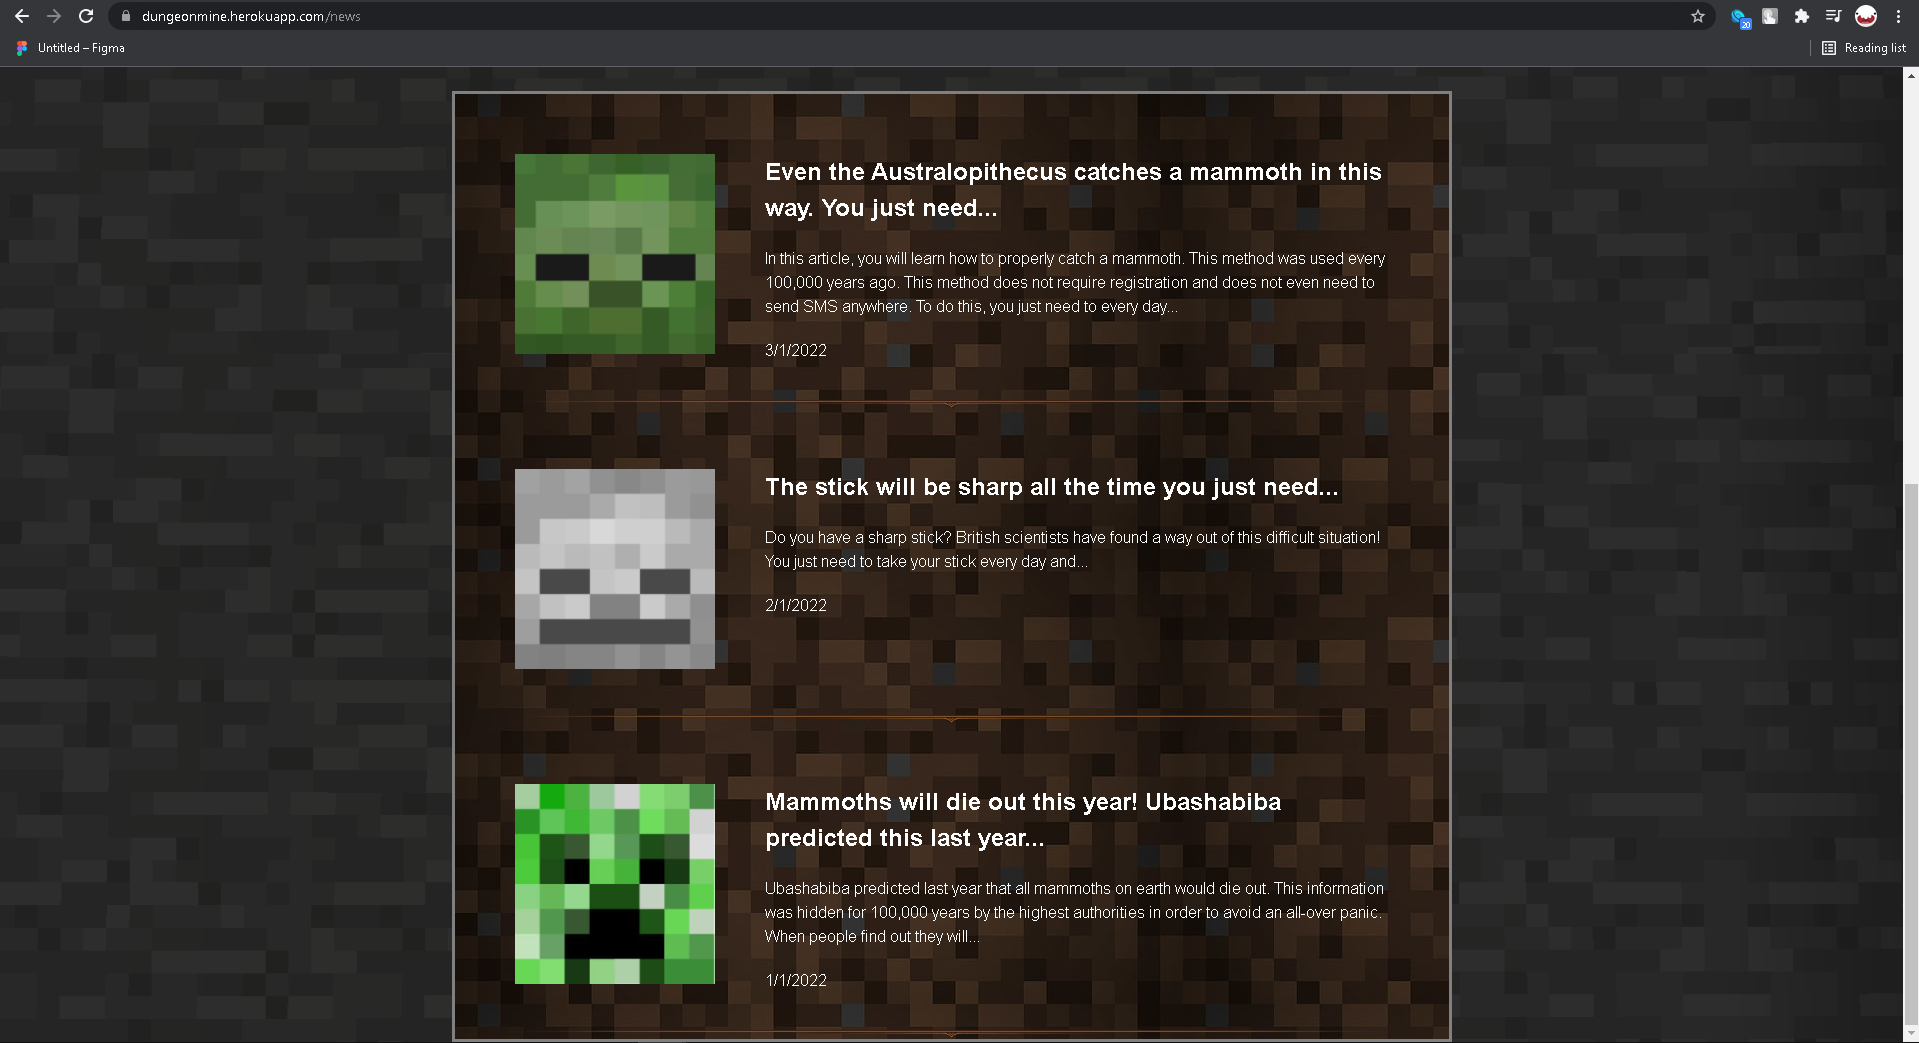 dungeonmine.herokuapp.com/news
20
Untitled – Figma
Reading list
Even the Australopithecus catches a mammoth in this
way. You just need...
In this article, you will learn how to properly catch a mammoth. This method was used every
100,000 years ago. This method does not require registration and does not even need to
send SMS anywhere. To do this, you just need to every day...
3/1/2022
The stick will be sharp all the time you just need...
Do you have a sharp stick? British scientists have found a way out of this difficult situation!
You just need to take your stick every day and...
2/1/2022
Mammoths will die out this year! Ubashabiba
predicted this last year...
Ubashabiba predicted last year that all mammoths on earth would die out. This information
was hidden for 100,000 years by the highest authorities in order to avoid an all-over panic.
When people find out they will...
1/1/2022